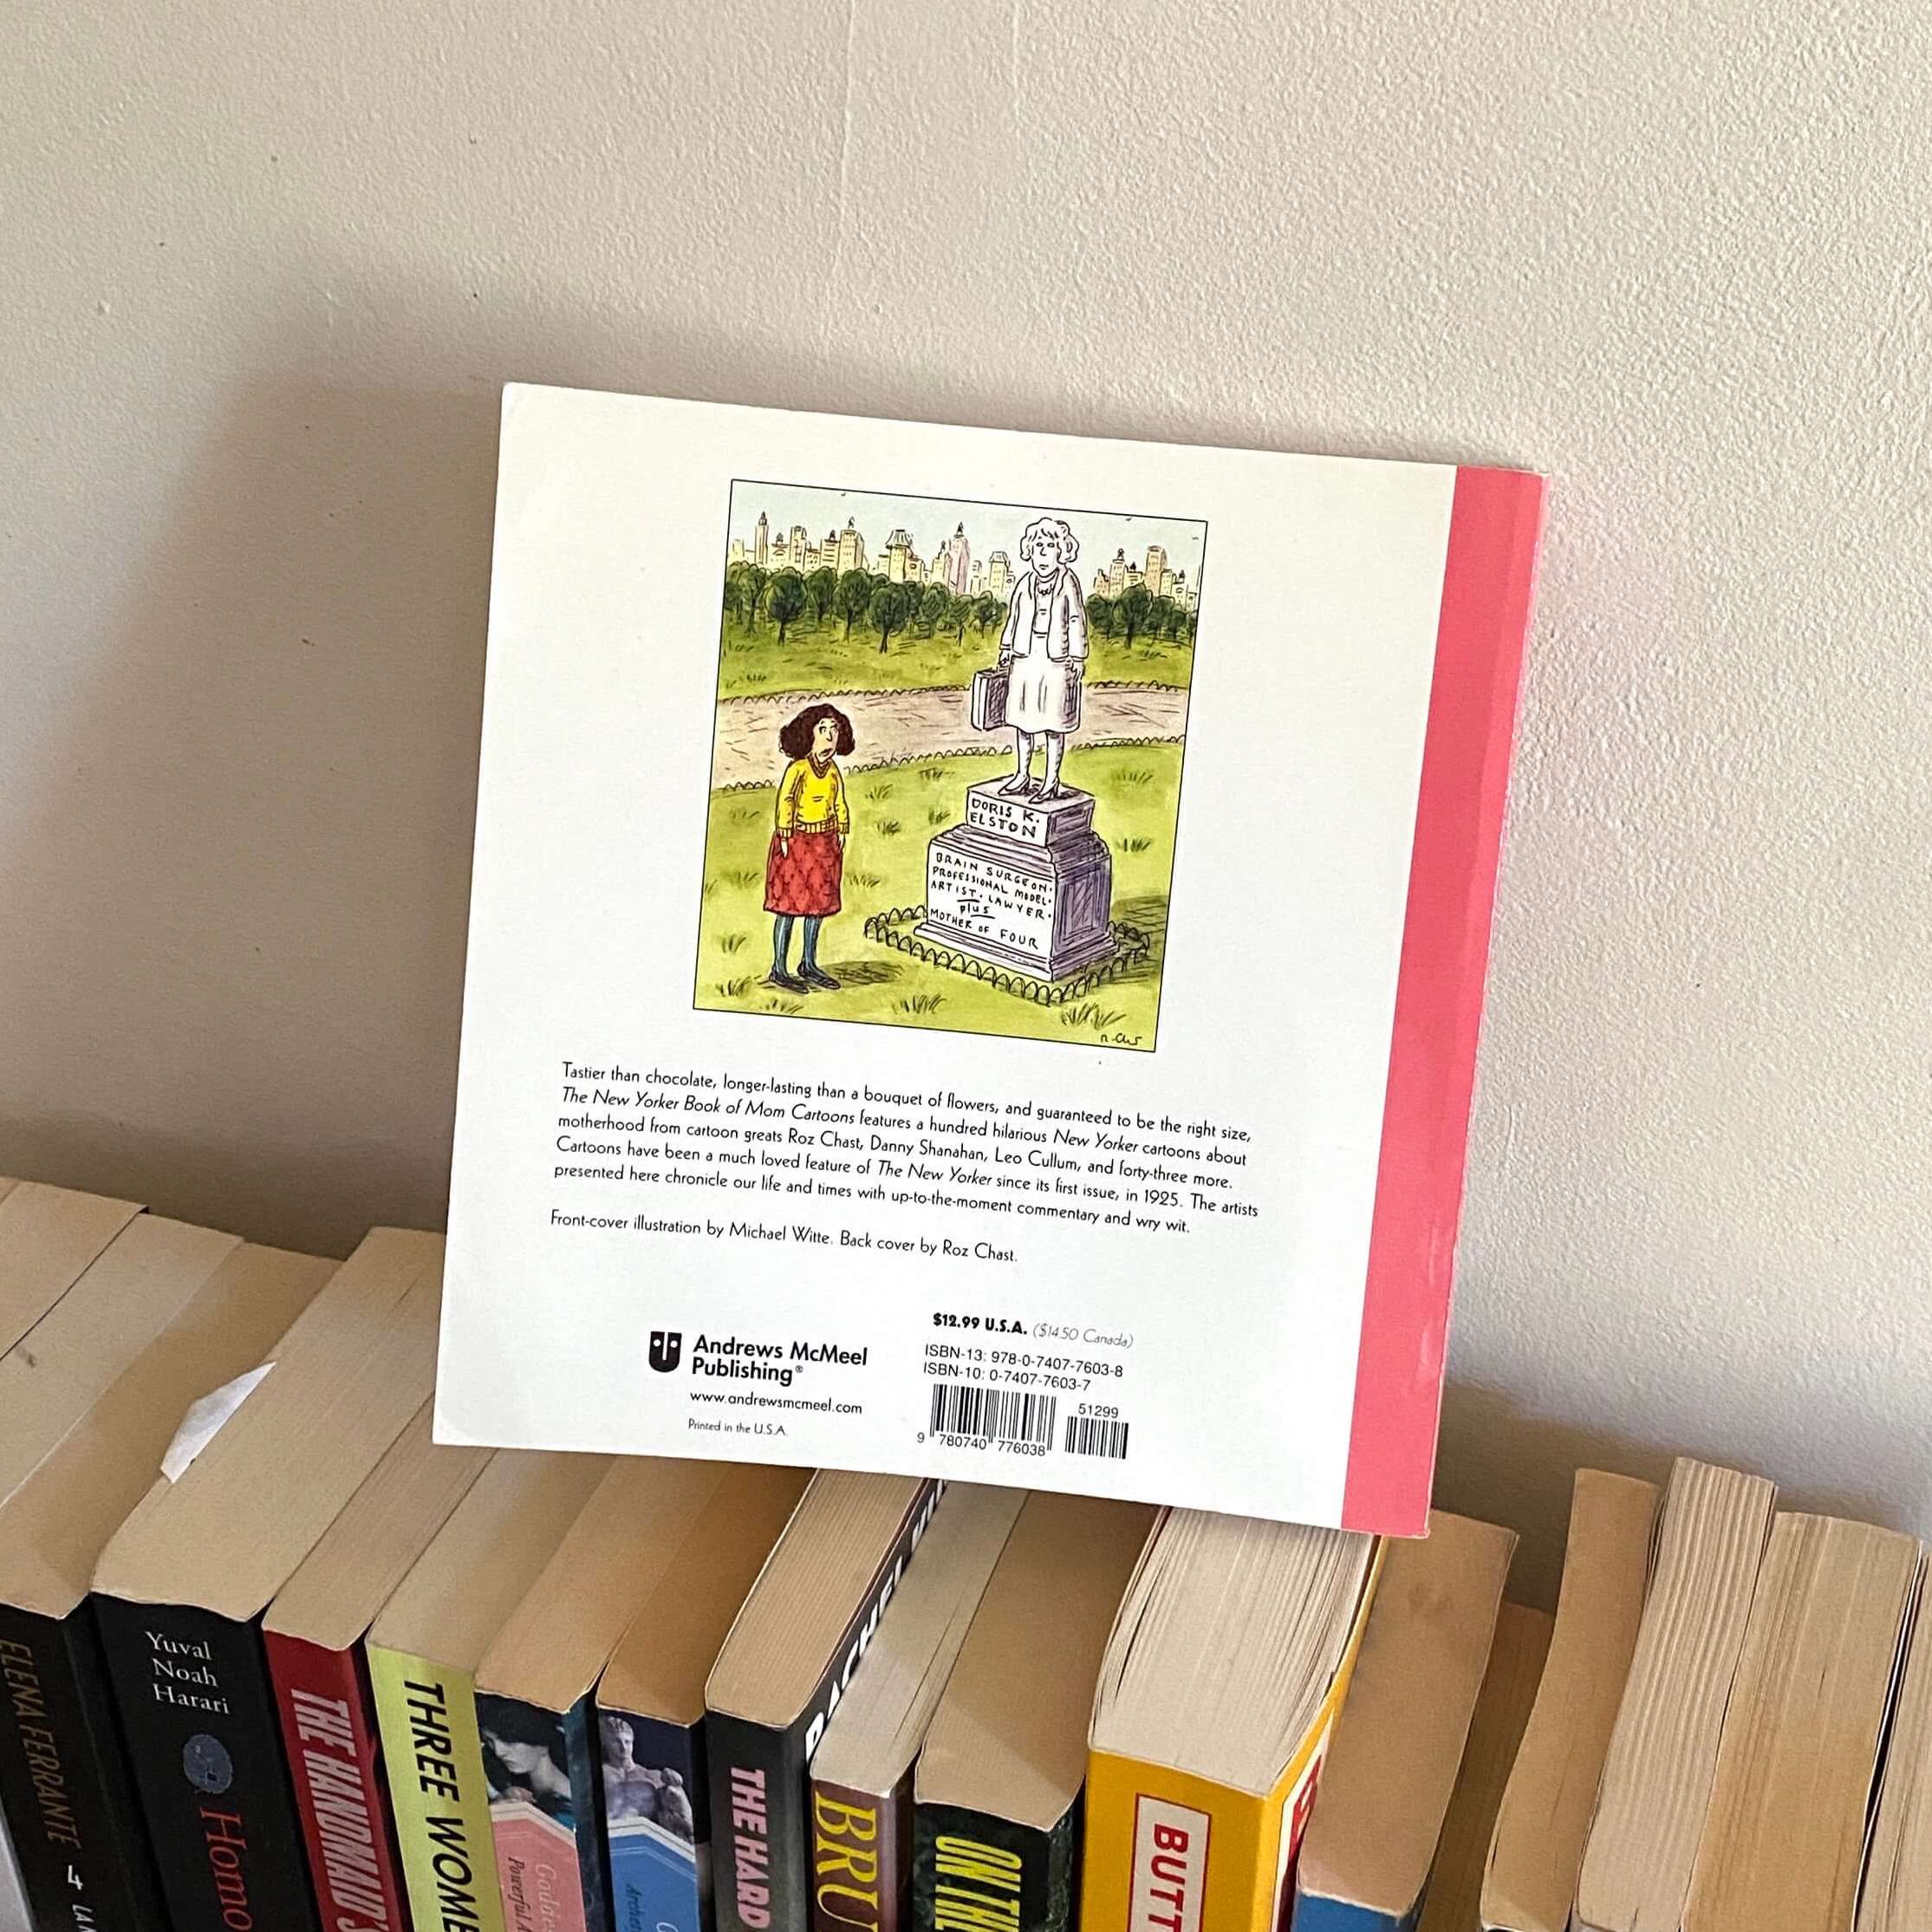 DORIS K.
ELSTON
BRAIN SURGEON·
PROFESSIONAL MODEL·
ARTIST· LAWYER·
plus
MOTHER OF FOUR
Tastier than chocolate, longer-lasting than a bouquet of flowers, and guaranteed to be the right size,
The New Yorker Book of Mom Cartoons features a hundred hilarious New Yorker cartoons about
motherhood from cartoon greats Roz Chast, Danny Shanahan, Leo Cullum, and forty-three more.
Cartoons have been a much loved feature of The New Yorker since its first issue, in 1925. The artists
presented here chronicle our life and times with up-to-the-moment commentary and wry wit.
Front-cover illustration by Michael Witte. Back cover by Roz Chast.
Andrews McMeel
Publishing®
www.andrewsmcmeel.com
Printed in the U.S.A.
$12.99 U.S.A. ($14.50 Canada)
ISBN-13: 978-0-7407-7603-8
ISBN-10: 0-7407-7603-7
51299
9 780740 776038
ELENA FERRANTE 4
Yuval
Noah
Harari
Homo
THE HANDMAID'S
THREE WOME
THE HARD
BRU
ON THE
BUTT